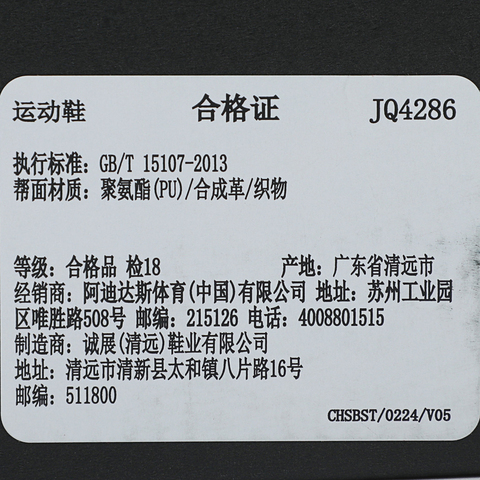 运动鞋 合格证 JQ4286
执行标准: GB/T 15107-2013
帮面材质: 聚氨酯(PU)/合成革/织物
等级: 合格品 检18 产地: 广东省清远市
经销商: 阿迪达斯体育(中国)有限公司 地址: 苏州工业园
区唯胜路508号 邮编: 215126 电话: 4008801515
制造商: 诚展(清远)鞋业有限公司
地址: 清远市清新县太和镇八片路16号
邮编: 511800
CHSBST/0224/V05